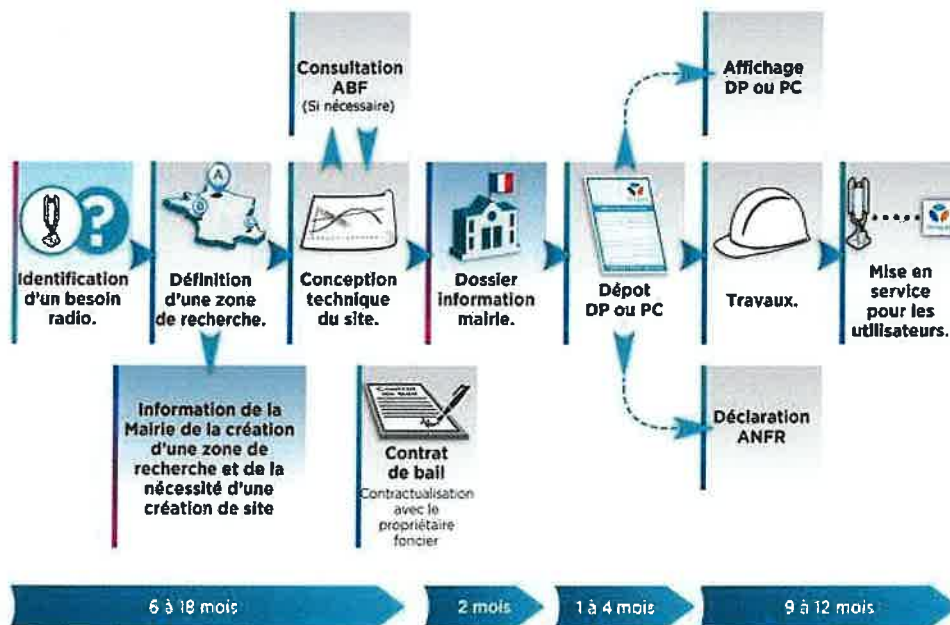 Consultation
ABF
(Si nécessaire)
Affichage
DP ou PC
Identification
d'un besoin
radio.
Définition
d'une zone
de recherche.
Conception
technique
du site.
Dossier
information
mairie.
Dépot
DP ou PC
Travaux.
Mise en
service
pour les
utilisateurs.
A
Information de la
Mairie de la création
d'une zone de
recherche et de la
nécessité d'une
création de site
Contrat
de bail
Contractualisation
avec le
propriétaire
foncier
Déclaration
ANFR
6 à 18 mois
2 mois
1 à 4 mois
9 à 12 mois